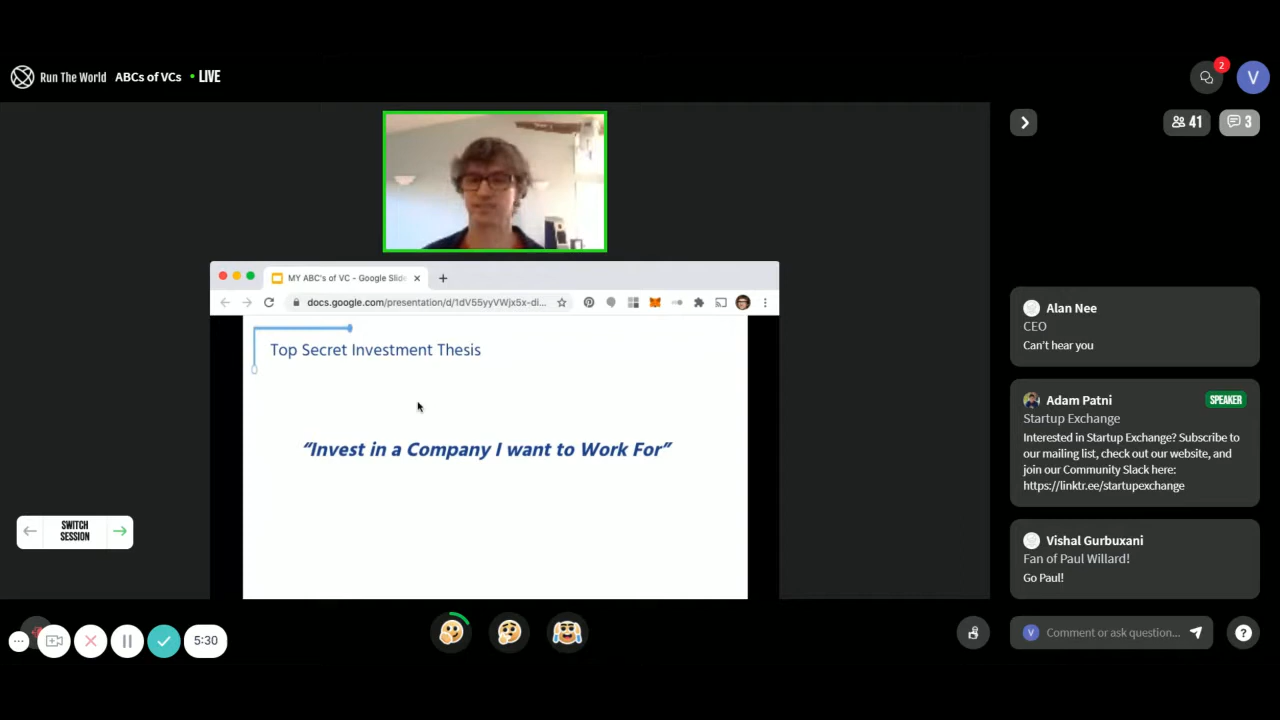 Run The World ABCs of VCs • LIVE
2
V
41
3
MY ABC's of VC - Google Slide
docs.google.com/presentation/d/1dV55yyVWjx5x-di...
Top Secret Investment Thesis
“Invest in a Company I want to Work For”
Alan Nee
CEO
Can't hear you
Adam Patni
SPEAKER
Startup Exchange
Interested in Startup Exchange? Subscribe to
our mailing list, check out our website, and
join our Community Slack here:
https://linktr.ee/startupexchange
Vishal Gurbuxani
Fan of Paul Willard!
Go Paul!
SWITCH
SESSION
5:30
V
Comment or ask question...
?